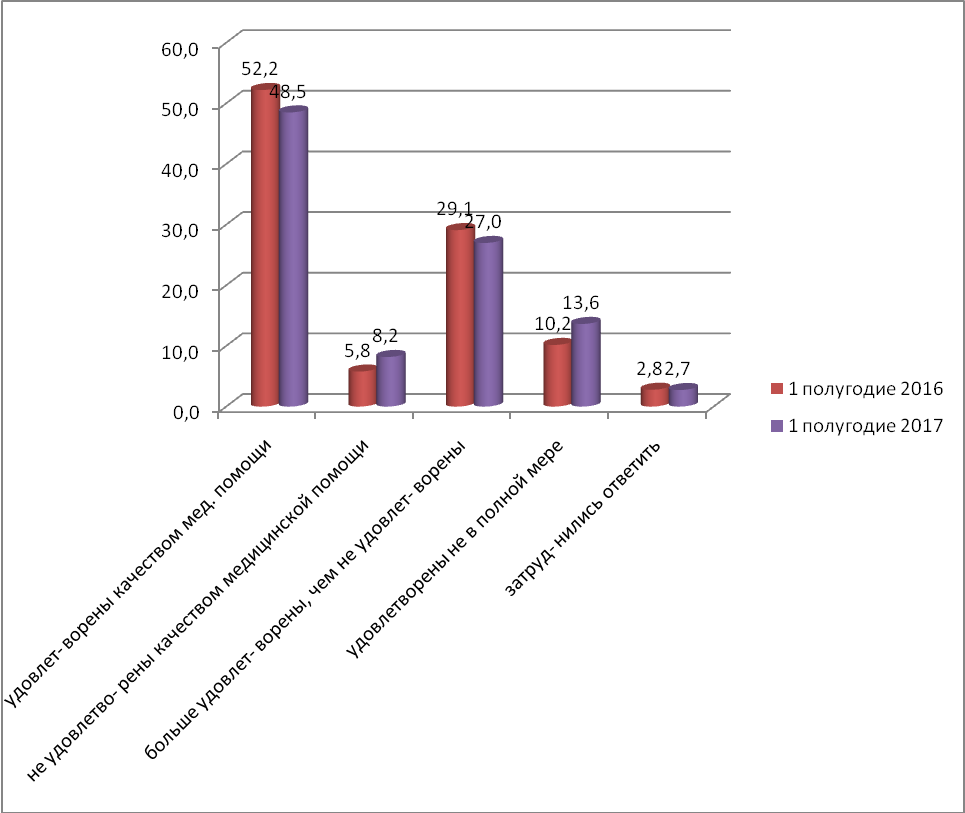 60,0
50,0
40,0
30,0
20,0
10,0
0,0
52,2
48,5
5,8
8,2
29,1
27,0
10,2
13,6
2,8
2,7
удовлет- ворены качеством мед. помощи
не удовлетво- рены качеством медицинской помощи
больше удовлет- ворены, чем не удовлет- ворены
удовлетворены не в полной мере
затруд- нились ответить
1 полугодие 2016
1 полугодие 2017